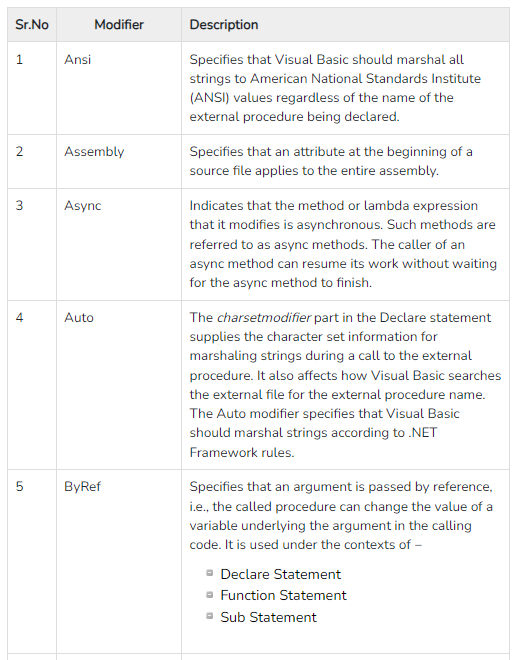 Sr.No Modifier Description
1 Ansi Specifies that Visual Basic should marshal all
strings to American National Standards Institute
(ANSI) values regardless of the name of the
external procedure being declared.
2 Assembly Specifies that an attribute at the beginning of a
source file applies to the entire assembly.
3 Async Indicates that the method or lambda expression
that it modifies is asynchronous. Such methods are
referred to as async methods. The caller of an
async method can resume its work without waiting
for the async method to finish.
4 Auto The charsetmodifier part in the Declare statement
supplies the character set information for
marshaling strings during a call to the external
procedure. It also affects how Visual Basic searches
the external file for the external procedure name.
The Auto modifier specifies that Visual Basic
should marshal strings according to .NET
Framework rules.
5 ByRef Specifies that an argument is passed by reference,
i.e., the called procedure can change the value of a
variable underlying the argument in the calling
code. It is used under the contexts of –
Declare Statement
Function Statement
Sub Statement